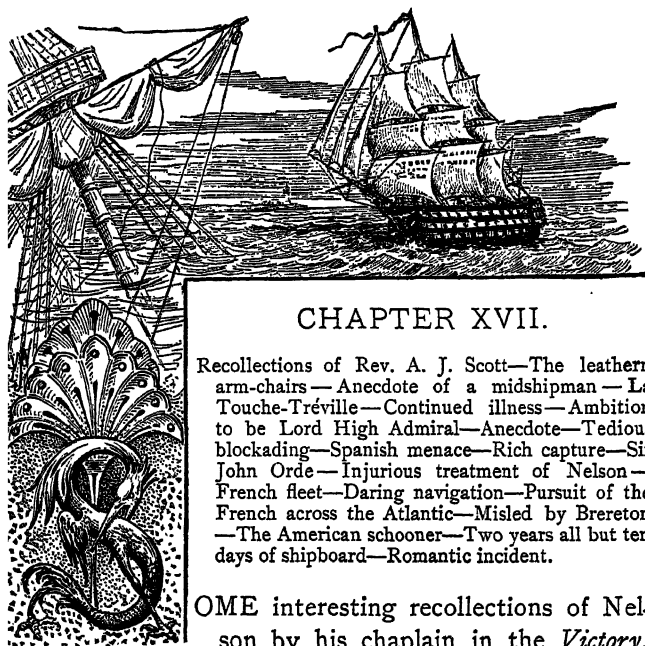 CHAPTER XVII.
Recollections of Rev. A. J. Scott—The leathern
arm-chairs—Anecdote of a midshipman—La
Touche-Tréville—Continued illness—Ambition
to be Lord High Admiral—Anecdote—Tediou
blockading—Spanish menace—Rich capture—Si
John Orde—Injurious treatment of Nelson—
French fleet—Daring navigation—Pursuit of the
French across the Atlantic—Misled by Brereton
—The American schooner—Two years all but ten
days of shipboard—Romantic incident.
OME interesting recollections of Nel-
son by his chaplain in the Victory,